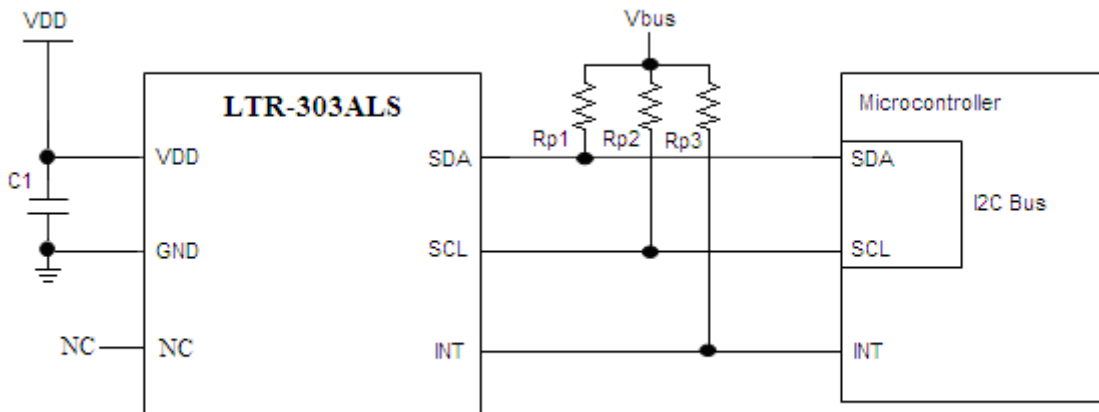 VDD
Vbus
LTR-303ALS
Microcontroller
Rp1 Rp2 Rp3
VDD
SDA
SDA
C1
I2C Bus
GND
SCL
SCL
NC
NC
INT
INT